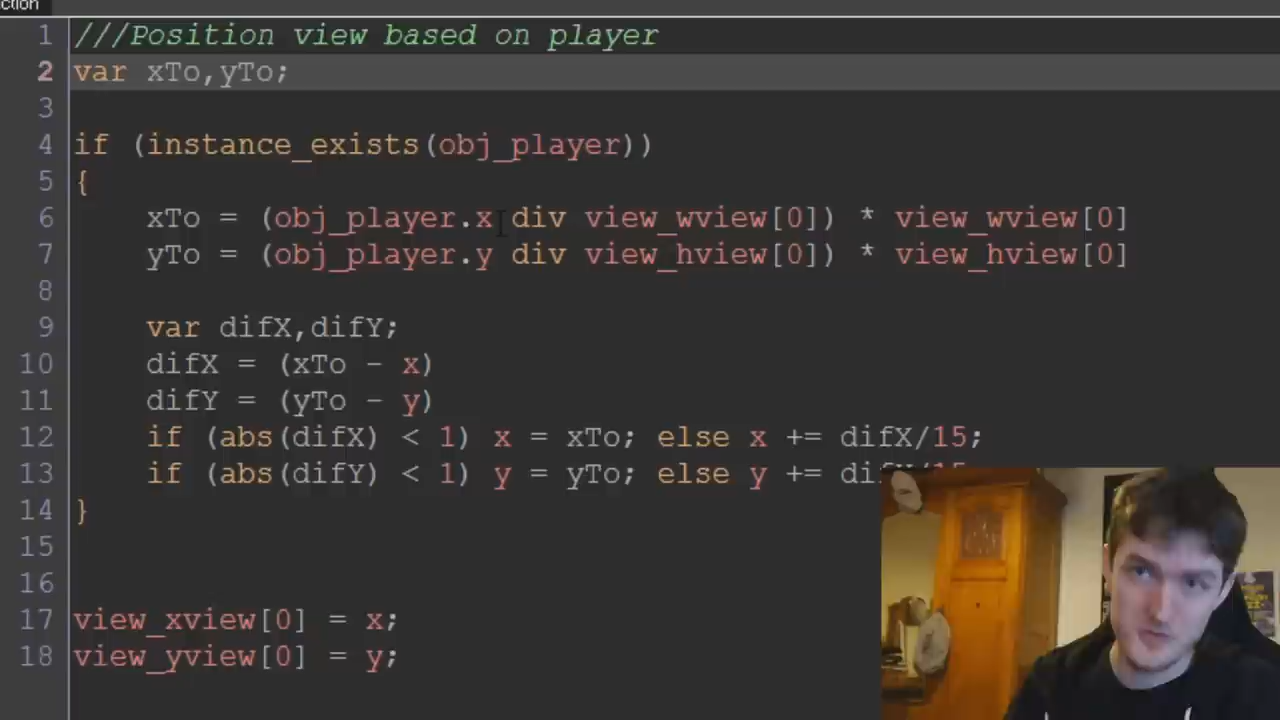 ction
1 ///Position view based on player
2 var xTo,yTo;
3
4 if (instance_exists(obj_player))
5 {
6 xTo = (obj_player.x div view_wview[0]) * view_wview[0]
7 yTo = (obj_player.y div view_hview[0]) * view_hview[0]
8
9 var difX,difY;
10 difX = (xTo - x)
11 difY = (yTo - y)
12 if (abs(difX) < 1) x = xTo; else x += difX/15;
13 if (abs(difY) < 1) y = yTo; else y +=
14 }
15
16
17 view_xview[0] = x;
18 view_yview[0] = y;